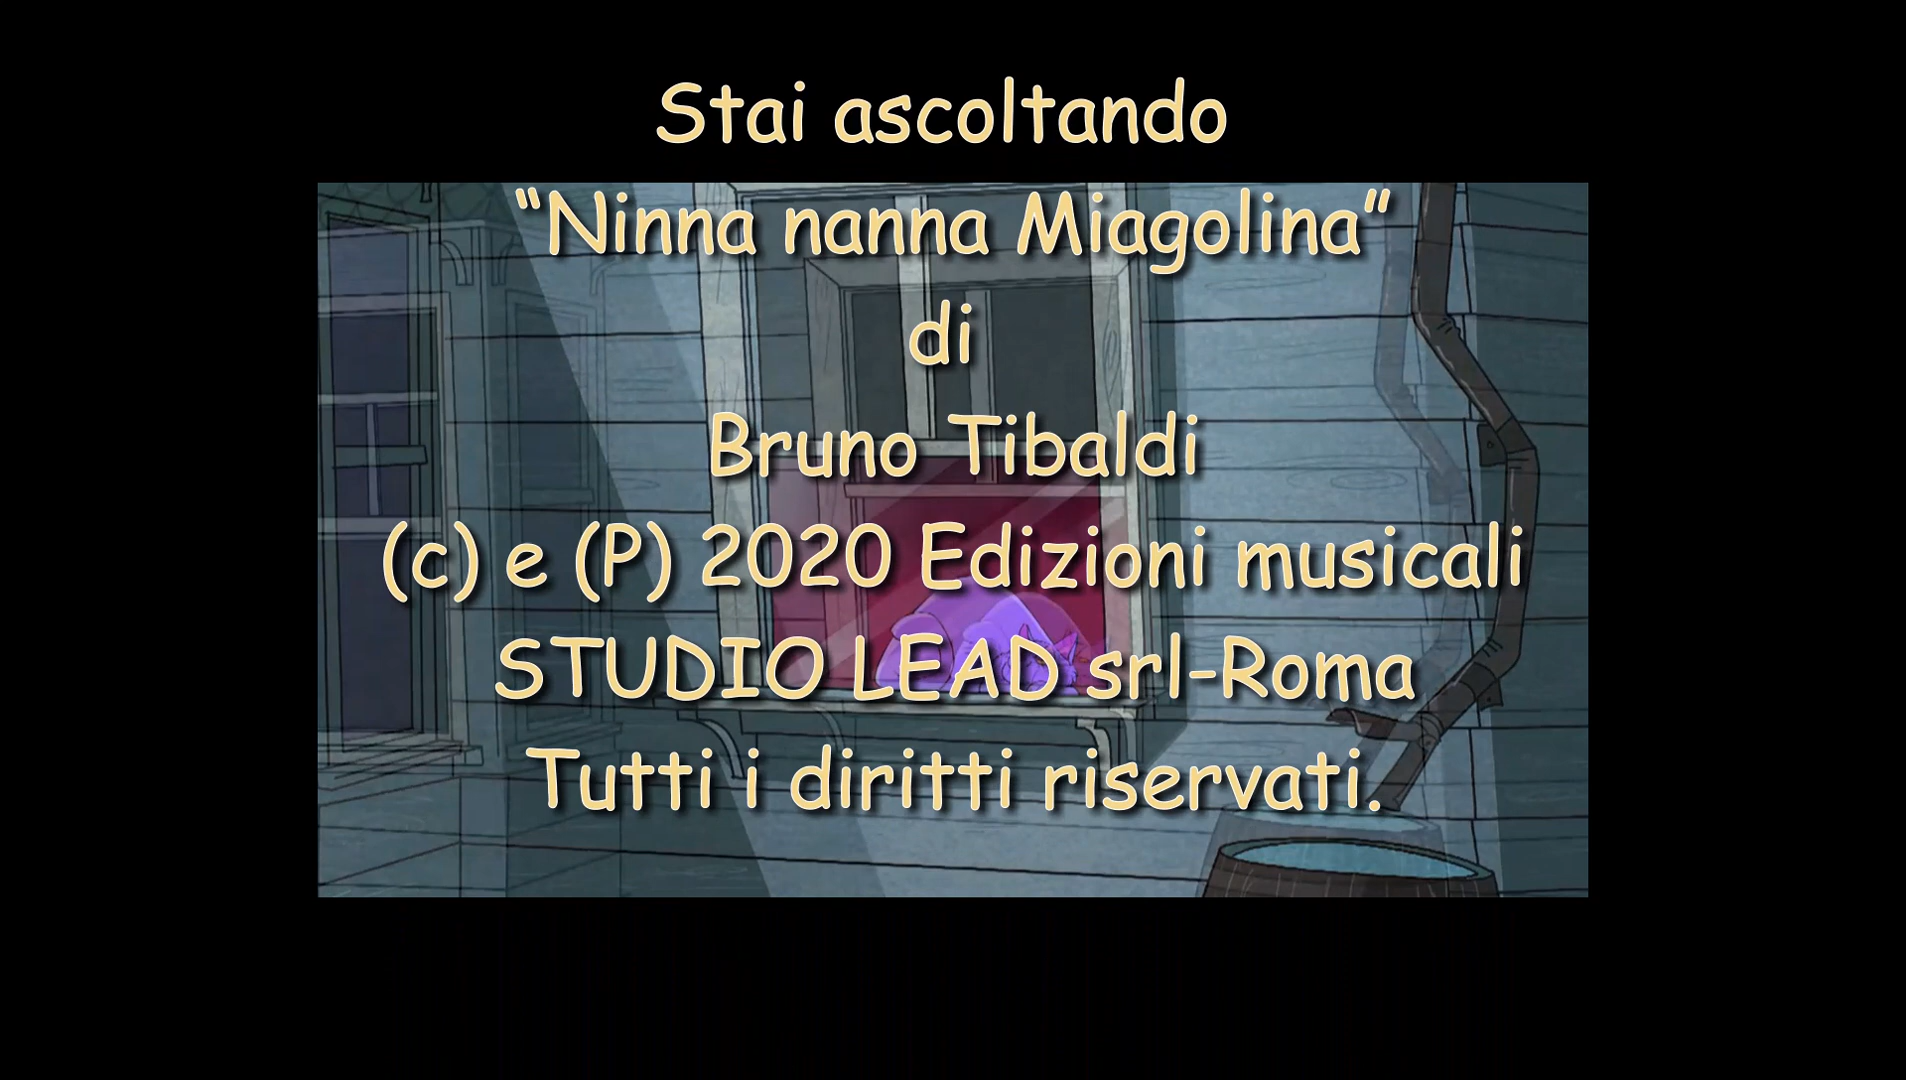 Stai ascoltando
“Ninna nanna Miagolina”
di
Bruno Tibaldi
(c) e (P) 2020 Edizioni musicali
STUDIO LEAD srl-Roma
Tutti i diritti riservati.